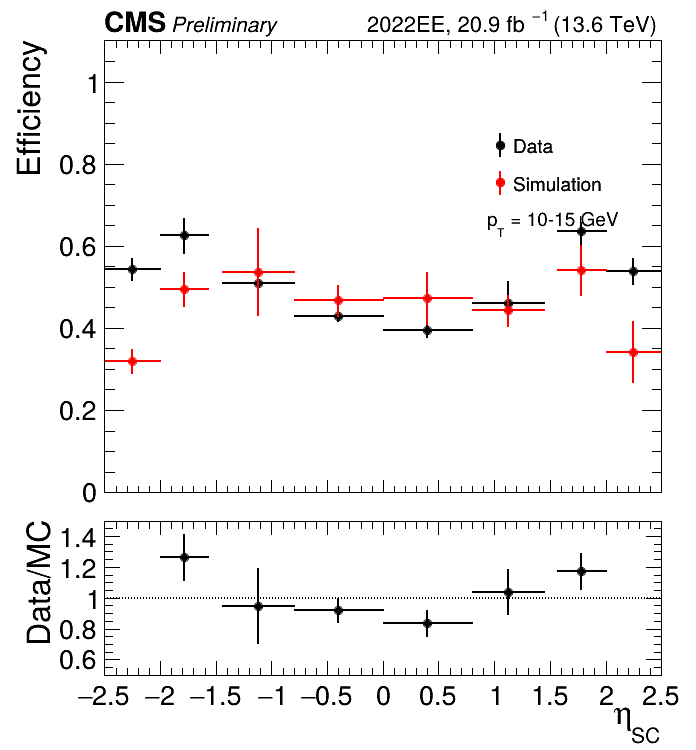 CMS Preliminary 2022EE, 20.9 fb⁻¹ (13.6 TeV)
Efficiency
1
0.8
0.6
0.4
0.2
0
Data
Simulation
p_T = 10-15 GeV
Data/MC
1.4
1.2
1
0.8
0.6
−2.5 −2 −1.5 −1 −0.5 0 0.5 1 1.5 2 2.5
η_SC